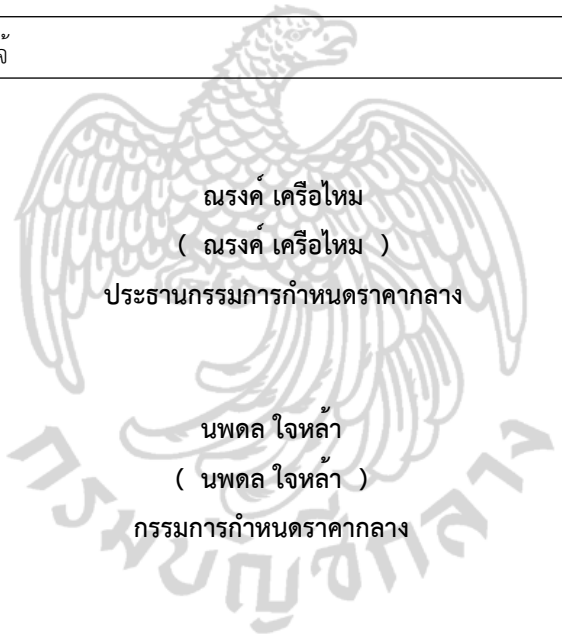 ณรงค์ เครือไหม
( ณรงค์ เครือไหม )
ประธานกรรมการกำหนดราคากลาง
นพดล ใจหล้า
( นพดล ใจหล้า )
กรรมการกำหนดราคากลาง
กรมบัญชีกลาง